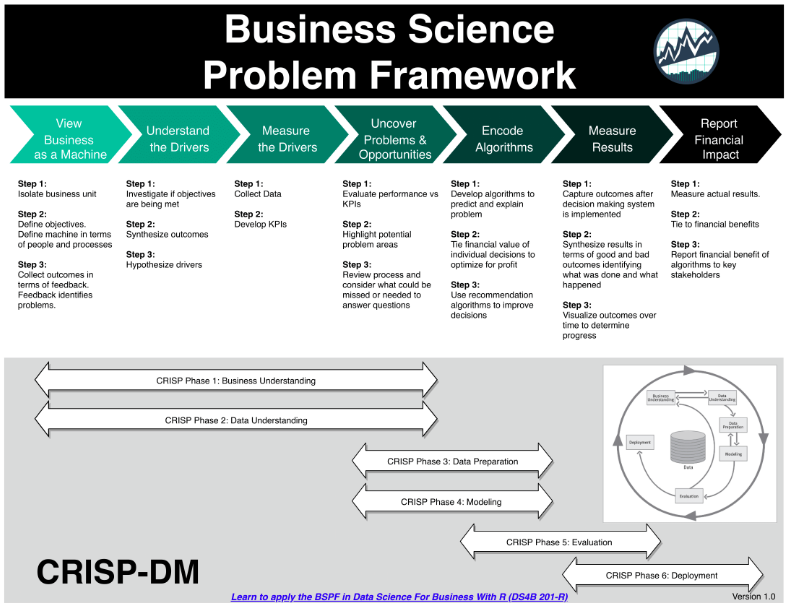 Business Science
Problem Framework
View
Business
as a Machine
Understand
the Drivers
Measure
the Drivers
Uncover
Problems &
Opportunities
Encode
Algorithms
Measure
Results
Report
Financial
Impact
Step 1:
Isolate business unit
Step 2:
Define objectives.
Define machine in terms
of people and processes
Step 3:
Collect outcomes in
terms of feedback.
Feedback identifies
problems.
Step 1:
Investigate if objectives
are being met
Step 2:
Synthesize outcomes
Step 3:
Hypothesize drivers
Step 1:
Collect Data
Step 2:
Develop KPIs
Step 1:
Evaluate performance vs
KPIs
Step 2:
Highlight potential
problem areas
Step 3:
Review process and
consider what could be
missed or needed to
answer questions
Step 1:
Develop algorithms to
predict and explain
problem
Step 2:
Tie financial value of
individual decisions to
optimize for profit
Step 3:
Use recommendation
algorithms to improve
decisions
Step 1:
Capture outcomes after
decision making system
is implemented
Step 2:
Synthesize results in
terms of good and bad
outcomes identifying
what was done and what
happened
Step 3:
Visualize outcomes over
time to determine
progress
Step 1:
Measure actual results.
Step 2:
Tie to financial benefits
Step 3:
Report financial benefit of
algorithms to key
stakeholders
CRISP Phase 1: Business Understanding
CRISP Phase 2: Data Understanding
CRISP Phase 3: Data Preparation
CRISP Phase 4: Modeling
CRISP Phase 5: Evaluation
CRISP Phase 6: Deployment
Business
Understanding
Data
Understanding
Data
Preparation
Modeling
Deployment
Data
Evaluation
CRISP-DM
Learn to apply the BSPF in Data Science For Business With R (DS4B 201-R)
Version 1.0